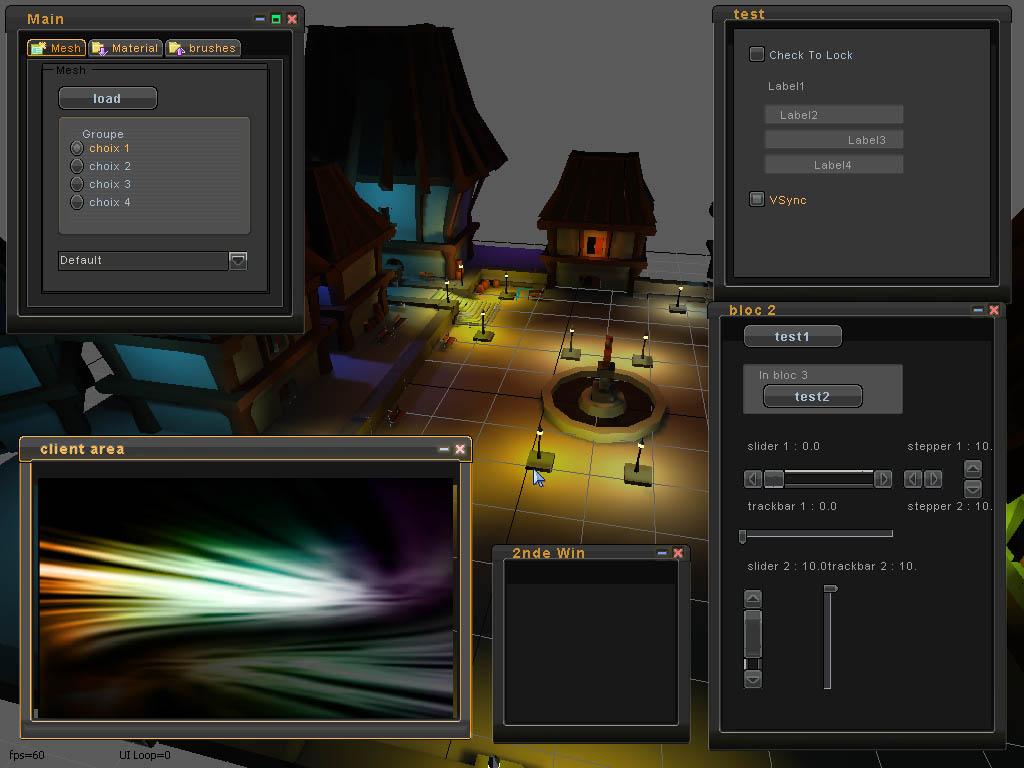 Main
Mesh Material brushes
Mesh
load
Groupe
choix 1
choix 2
choix 3
choix 4
Default
test
Check To Lock
Label1
Label2
Label3
Label4
VSync
bloc 2
test1
In bloc 3
test2
slider 1 : 0.0 stepper 1 : 10.
trackbar 1 : 0.0 stepper 2 : 10.
slider 2 : 10.0trackbar 2 : 10.
client area
2nde Win
fps=60 UI Loop=0